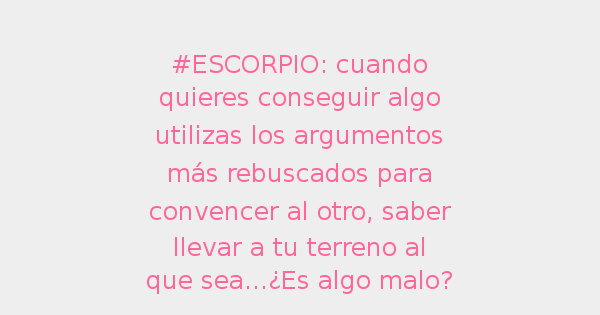 #ESCORPIO: cuando
quieres conseguir algo
utilizas los argumentos
más rebuscados para
convencer al otro, saber
llevar a tu terreno al
que sea...¿Es algo malo?